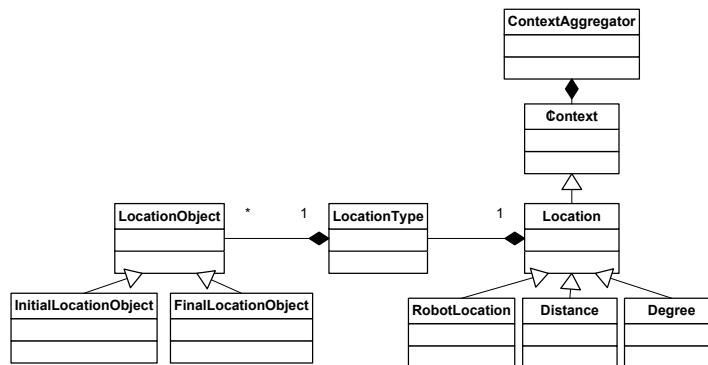 ContextAggregator
Context
LocationObject
*
1
LocationType
1
Location
InitialLocationObject
FinalLocationObject
RobotLocation
Distance
Degree